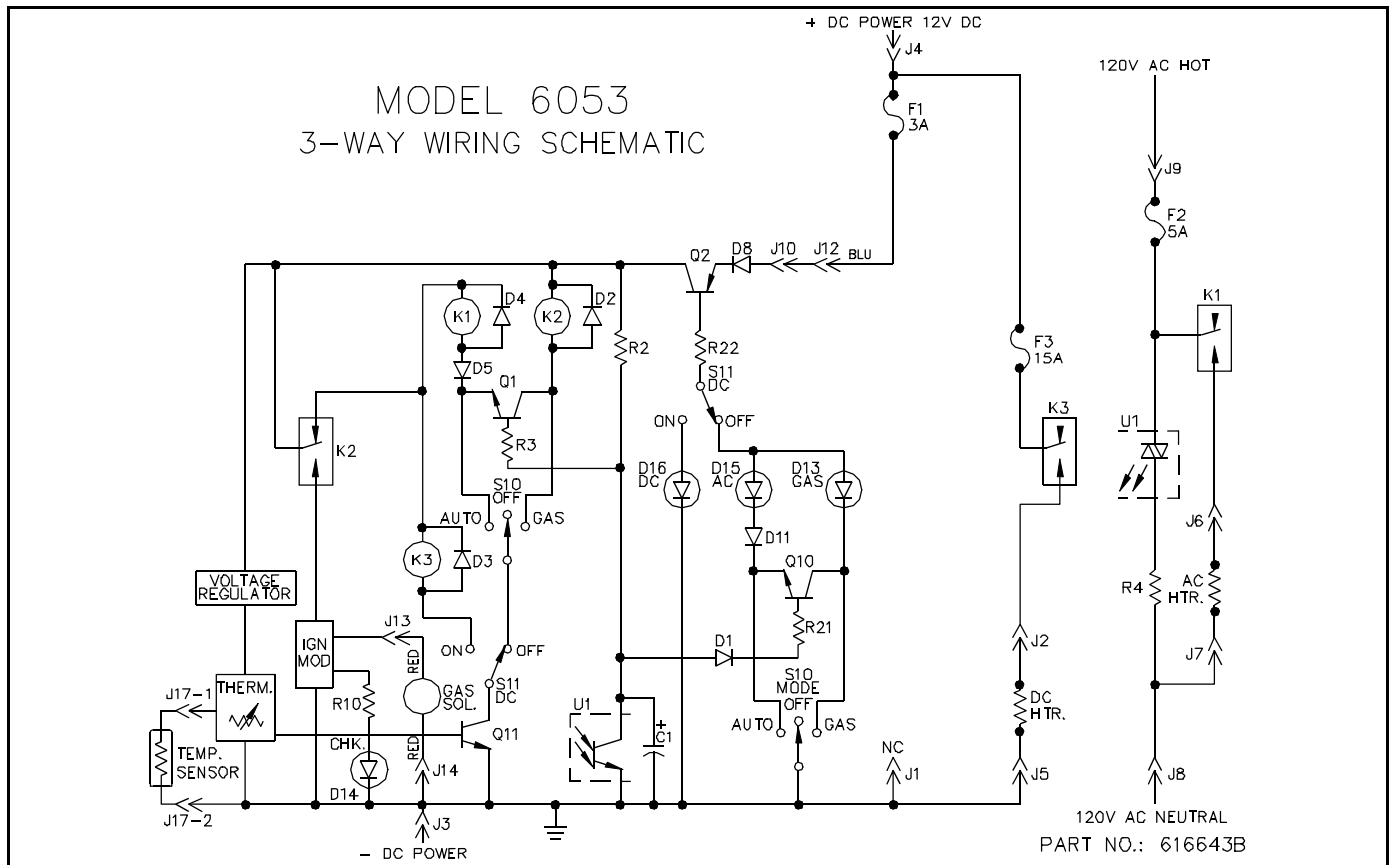 + DC POWER 12V DC
J4
120V AC HOT
MODEL 6053
3-WAY WIRING SCHEMATIC
F1
3A
J9
F2
5A
Q2
D8
J10
J12
BLU
K1
D4
K1
K2
D2
R2
R22
F3
15A
D5
Q1
S11
DC
K3
K2
R3
ON
OFF
U1
D16
DC
D15
AC
D13
GAS
S10
OFF
AUTO
GAS
J6
D11
K3
D3
Q10
VOLTAGE
REGULATOR
R4
AC
HTR.
J13
R21
IGN
MOD
RED
ON
OFF
D1
J2
J7
S10
MODE
OFF
J17-1
THERM.
R10
GAS
SOL.
S11
DC
U1
DC
HTR.
AUTO
GAS
Q11
+
C1
CHK.
RED
NC
TEMP.
SENSOR
J14
J1
J5
J8
D14
J17-2
J3
120V AC NEUTRAL
- DC POWER
PART NO.: 616643B